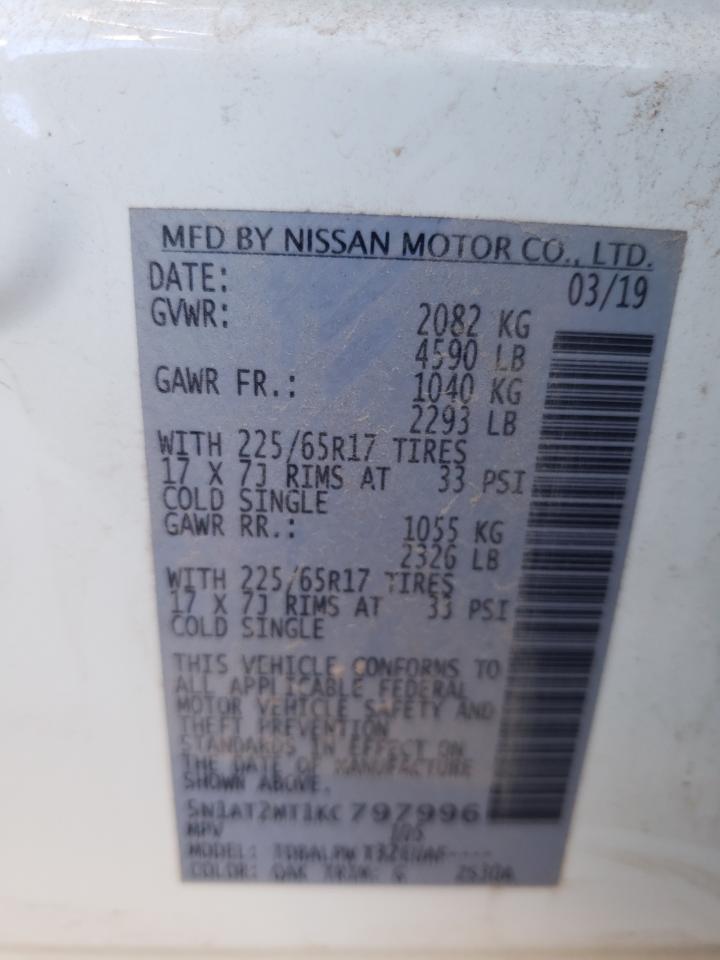 MFD BY NISSAN MOTOR CO., LTD.
DATE: 03/19
GVWR: 2082 KG
4590 LB
GAWR FR.: 1040 KG
2293 LB
WITH 225/65R17 TIRES
17 X 7J RIMS AT 33 PSI
COLD SINGLE
GAWR RR.: 1055 KG
2326 LB
WITH 225/65R17 TIRES
17 X 7J RIMS AT 33 PSI
COLD SINGLE
THIS VEHICLE CONFORMS TO
ALL APPLICABLE FEDERAL
MOTOR VEHICLE SAFETY AND
THEFT PREVENTION
STANDARDS IN EFFECT ON
THE DATE OF MANUFACTURE
SHOWN ABOVE.
5N1AT2MT1KC797996
MPV
MODEL:
COLOR: QAK TRIM: G